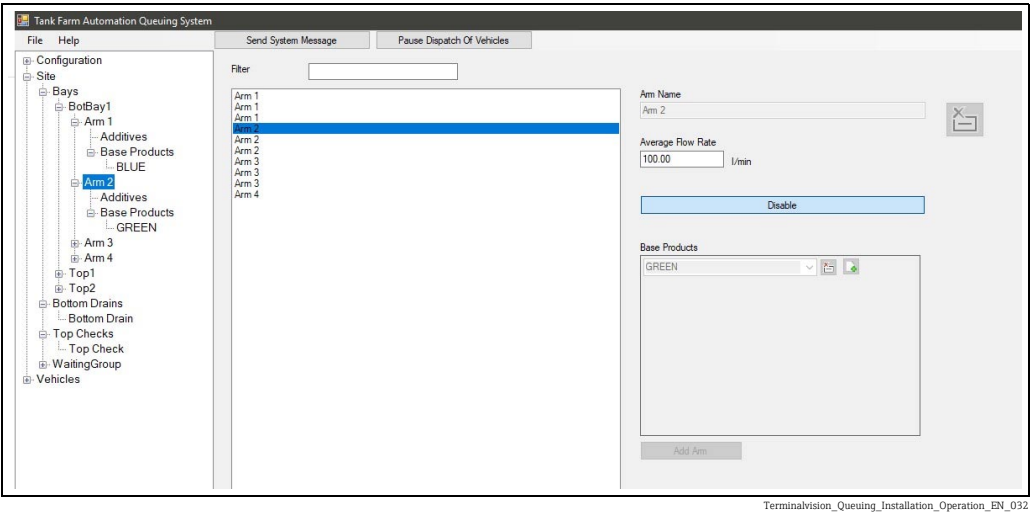 Tank Farm Automation Queuing System
File Help Send System Message Pause Dispatch Of Vehicles
Configuration
Site
Bays
BotBay1
Arm 1
Additives
Base Products
BLUE
Arm 2
Additives
Base Products
GREEN
Arm 3
Arm 4
Top1
Top2
Bottom Drains
Bottom Drain
Top Checks
Top Check
WaitingGroup
Vehicles
Filter
Arm 1
Arm 1
Arm 1
Arm 2
Arm 2
Arm 2
Arm 3
Arm 3
Arm 3
Arm 4
Arm Name
Arm 2
Average Flow Rate
100.00 l/min
Disable
Base Products
GREEN
Add Arm
Terminalvision_Queuing_Installation_Operation_EN_032